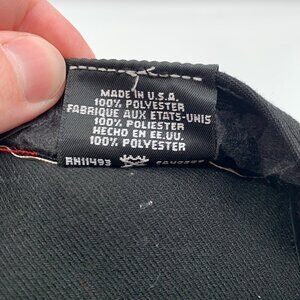 MADE IN U.S.A.
100% POLYESTER
FABRIQUE AUX ETATS-UNIS
100% POLIESTER
HECHO EN EE.UU.
100% POLYESTER
RN11493